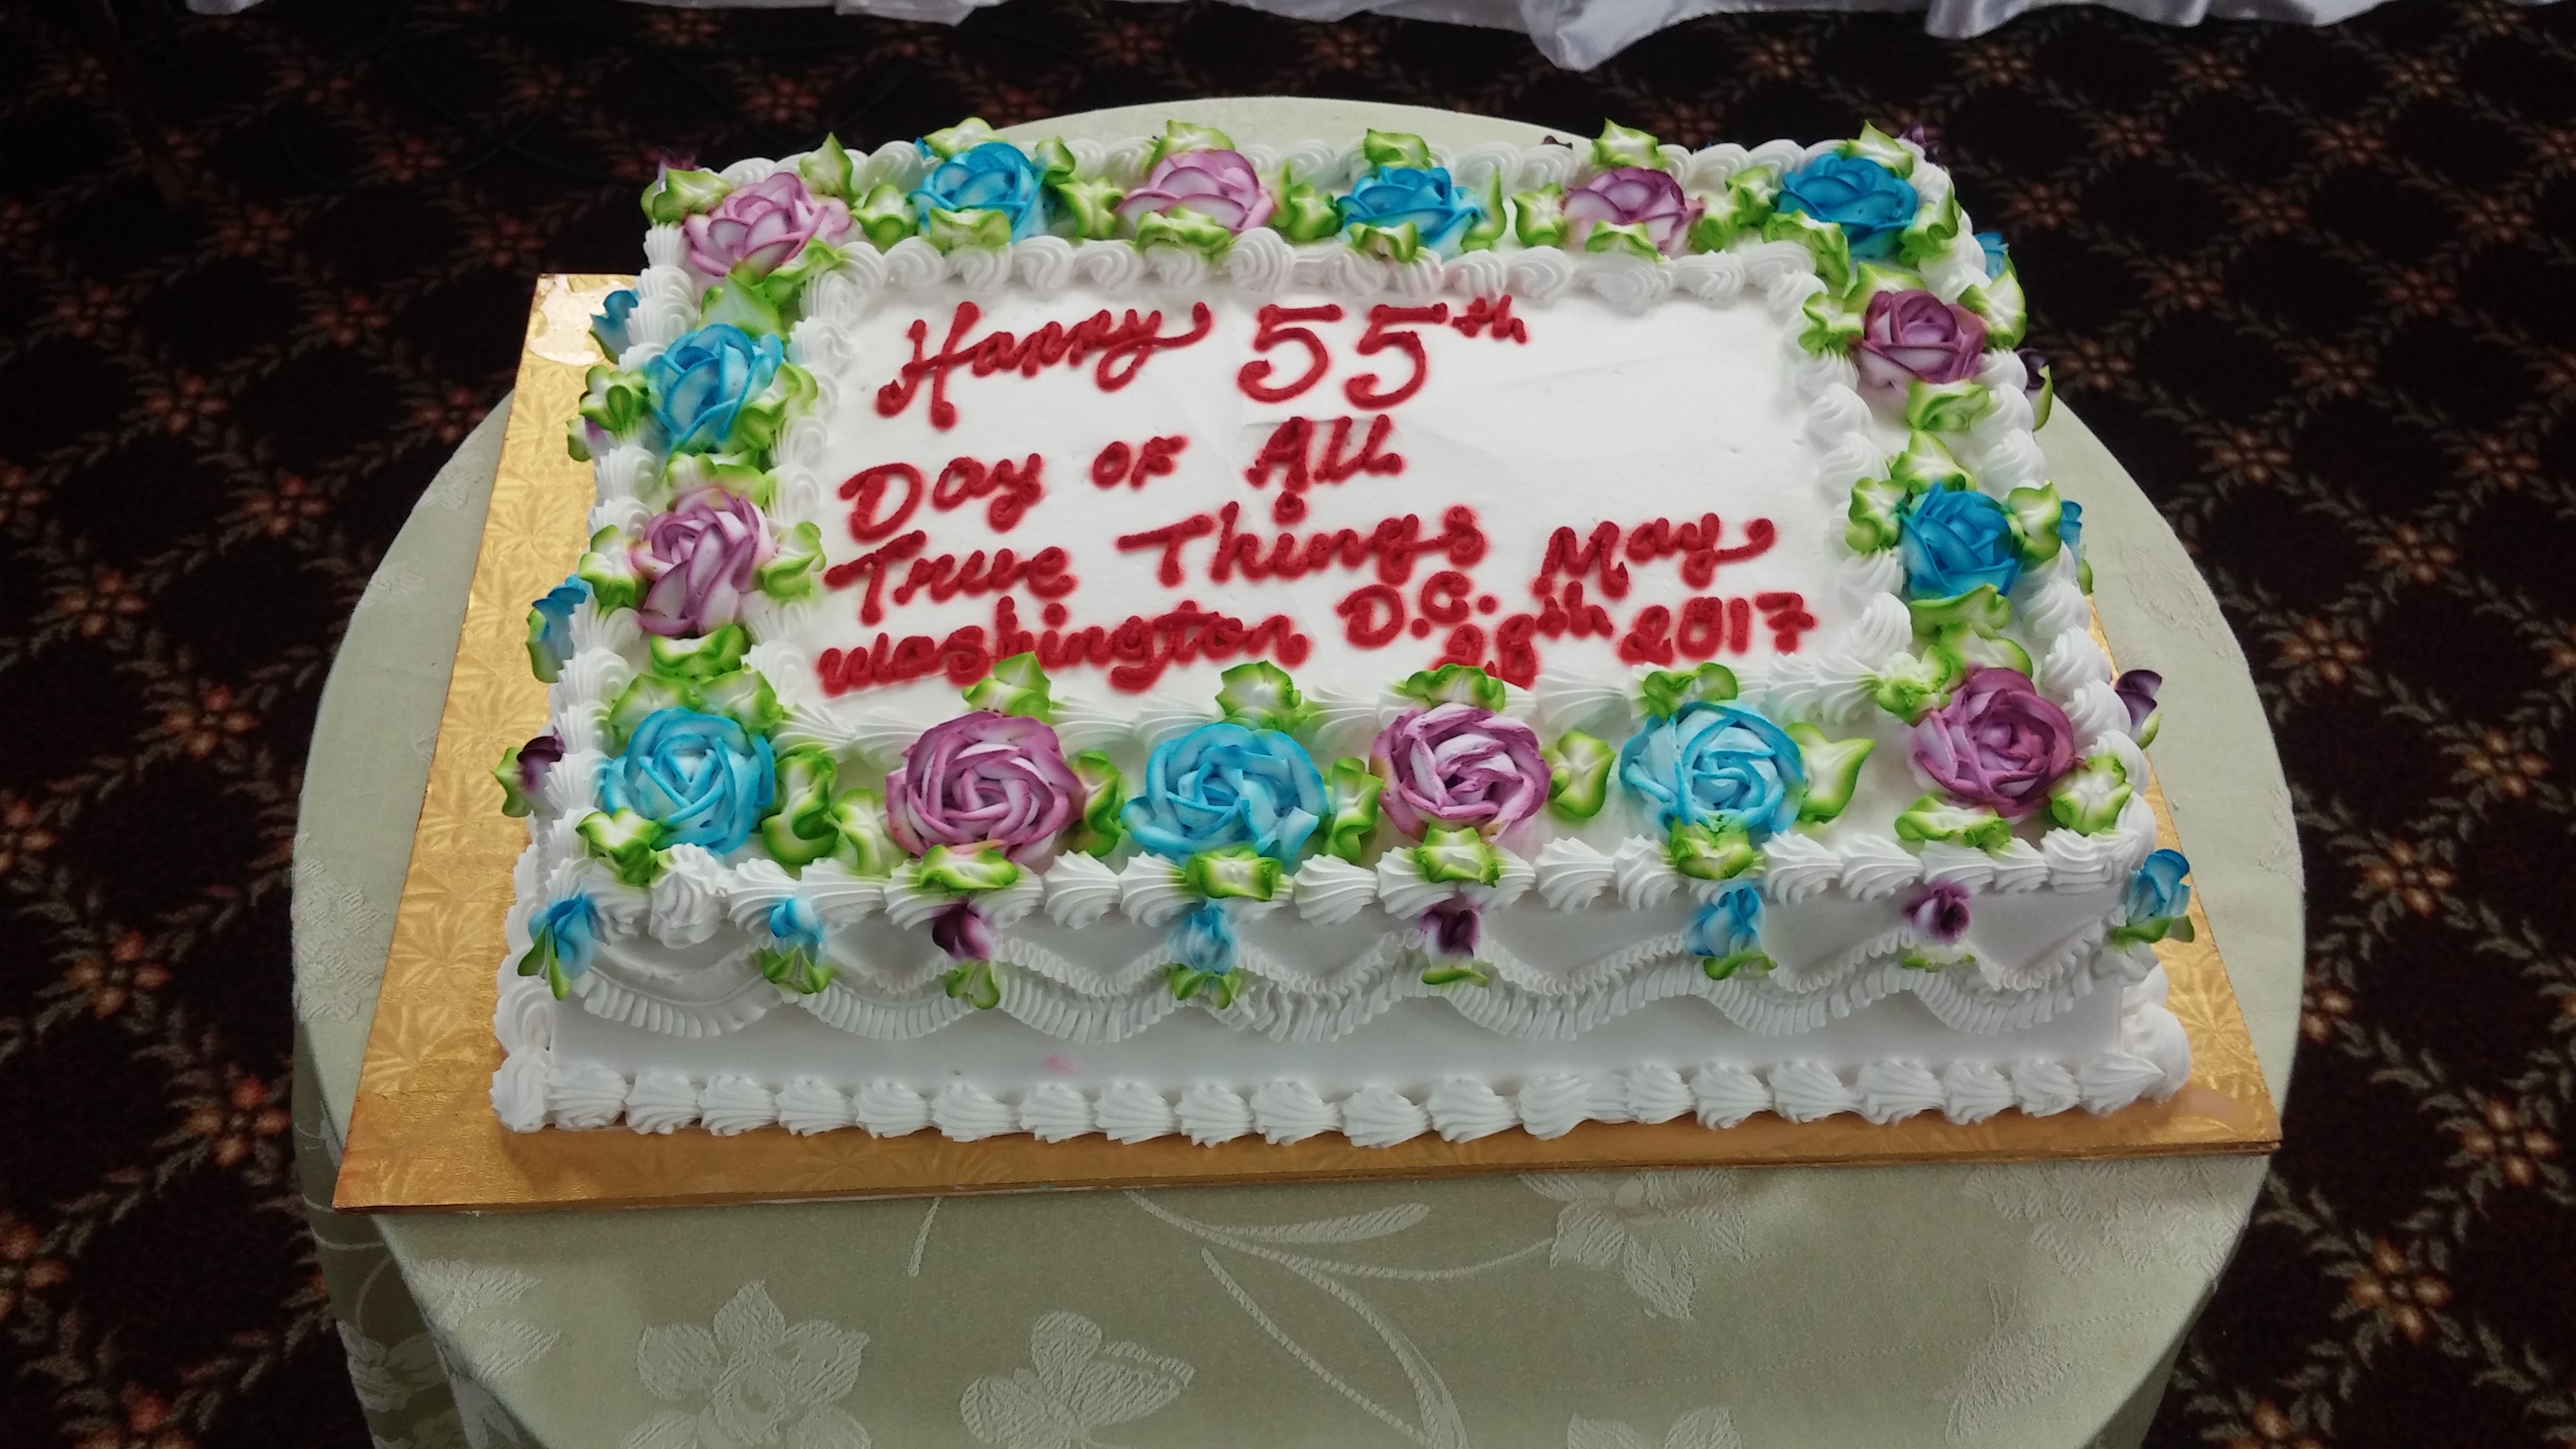 Happy 55th
Day of All
True Things May
Washington D.C. 28th 2017